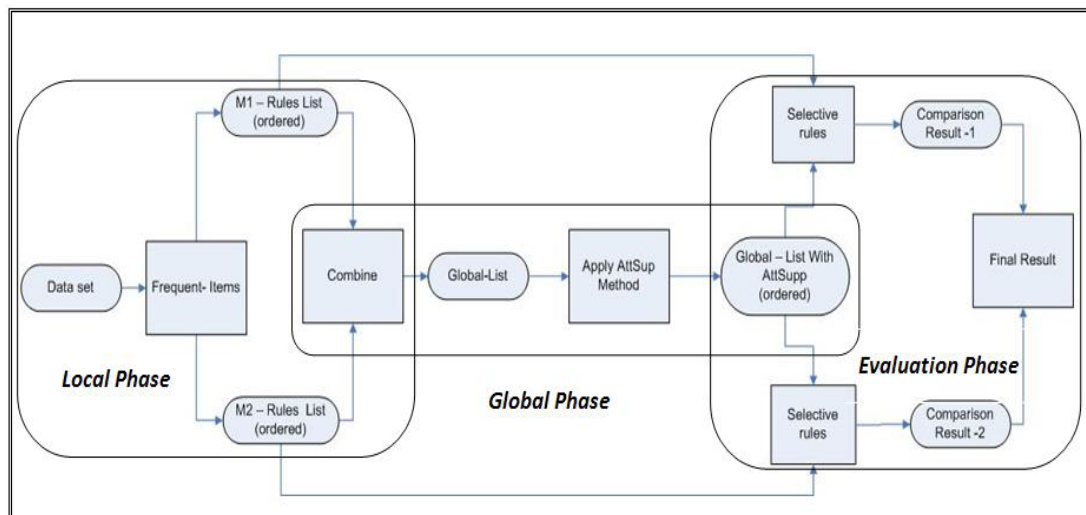 M1 – Rules List
(ordered)
Selective
rules
Comparison
Result -1
Data set
Frequent- Items
Combine
Global-List
Apply AttSup
Method
Global – List With
AttSupp
(ordered)
Final Result
Local Phase
Global Phase
Evaluation Phase
M2 – Rules List
(ordered)
Selective
rules
Comparison
Result -2